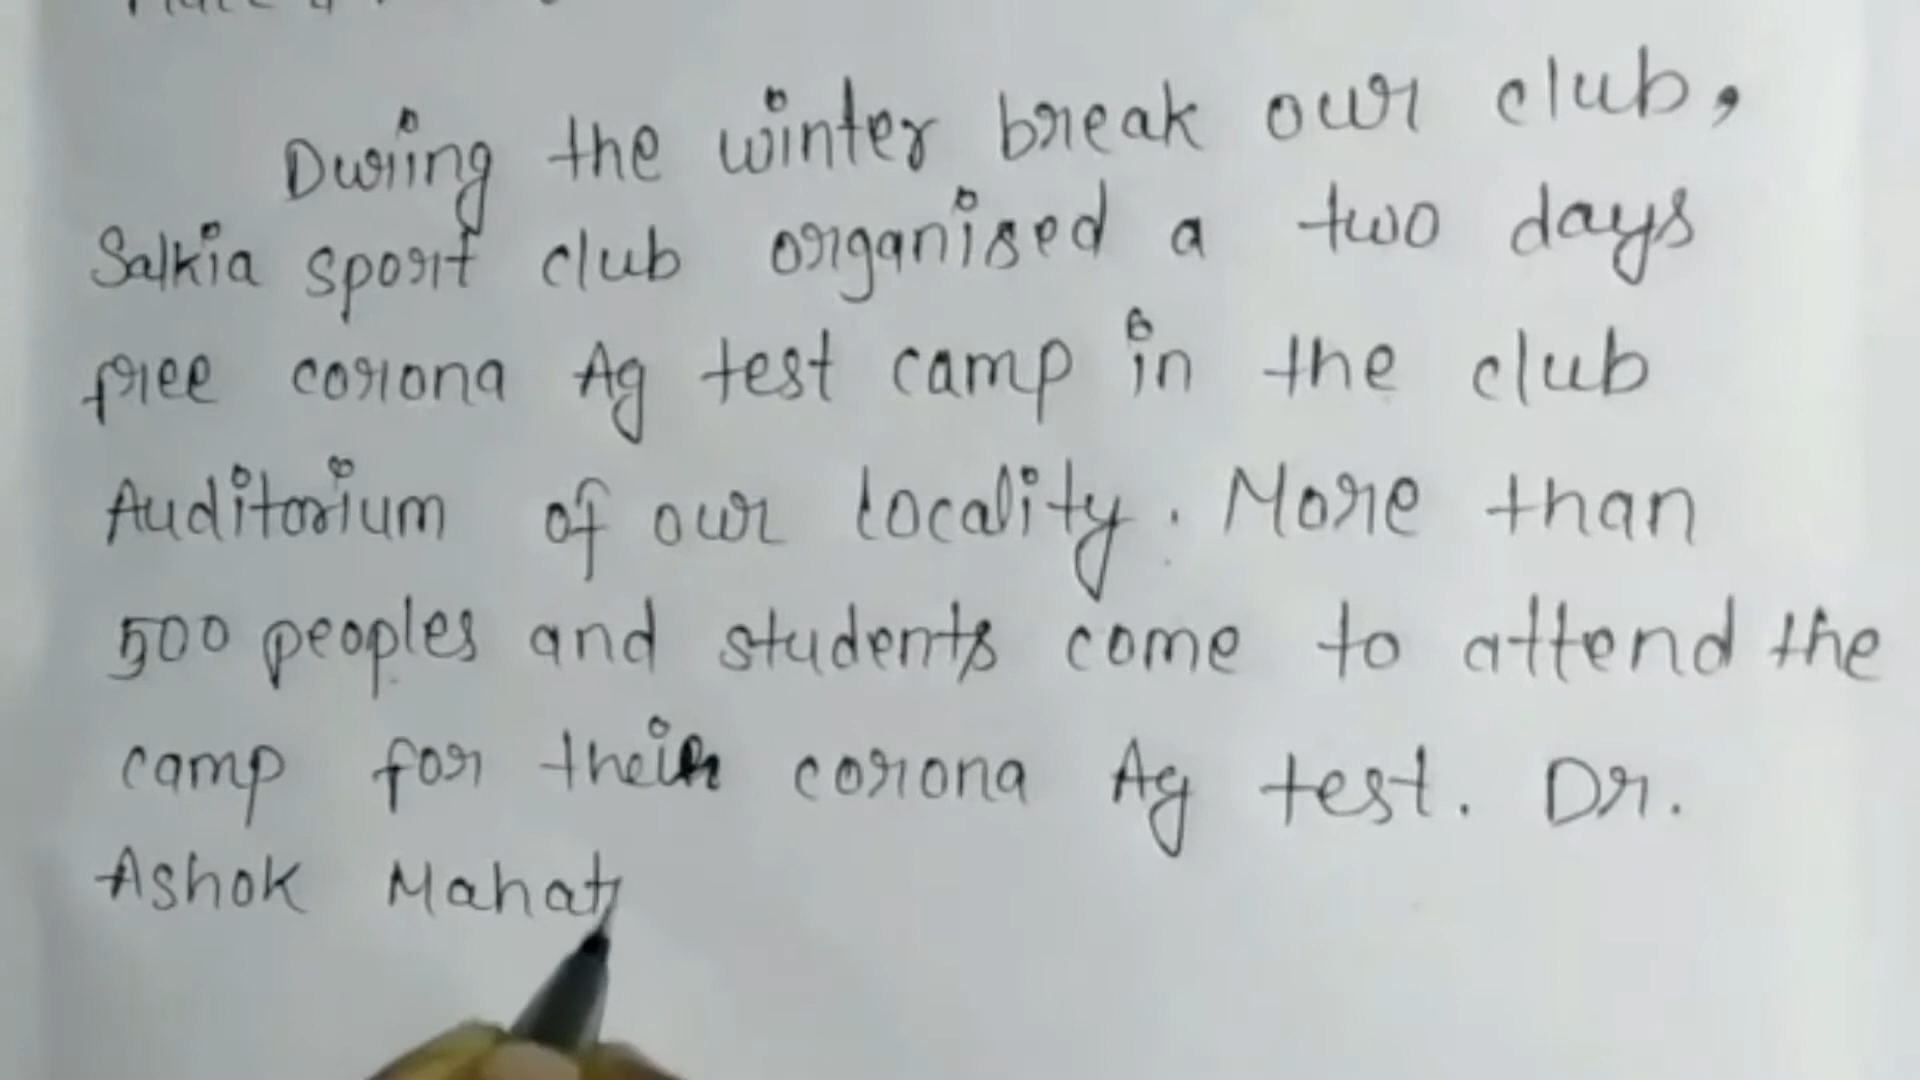 During the winter break our club,
Salkia sport club organised a two days
free corona Ag test camp in the club
Auditorium of our locality. More than
500 peoples and students come to attend the
camp for their corona Ag test. Dr.
Ashok Mahat